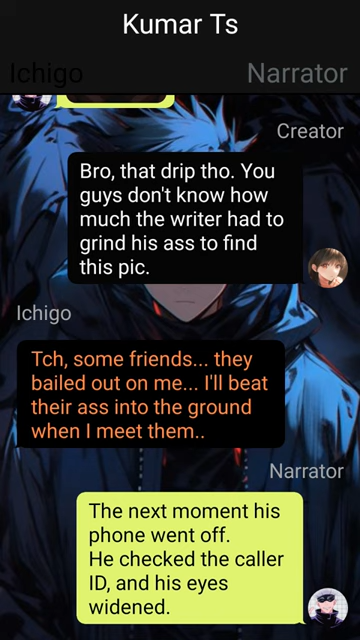 Kumar Ts
Ichigo
Narrator
Creator
Bro, that drip tho. You
guys don't know how
much the writer had to
grind his ass to find
this pic.
Ichigo
Tch, some friends... they
bailed out on me... I'll beat
their ass into the ground
when I meet them..
Narrator
The next moment his
phone went off.
He checked the caller
ID, and his eyes
widened.